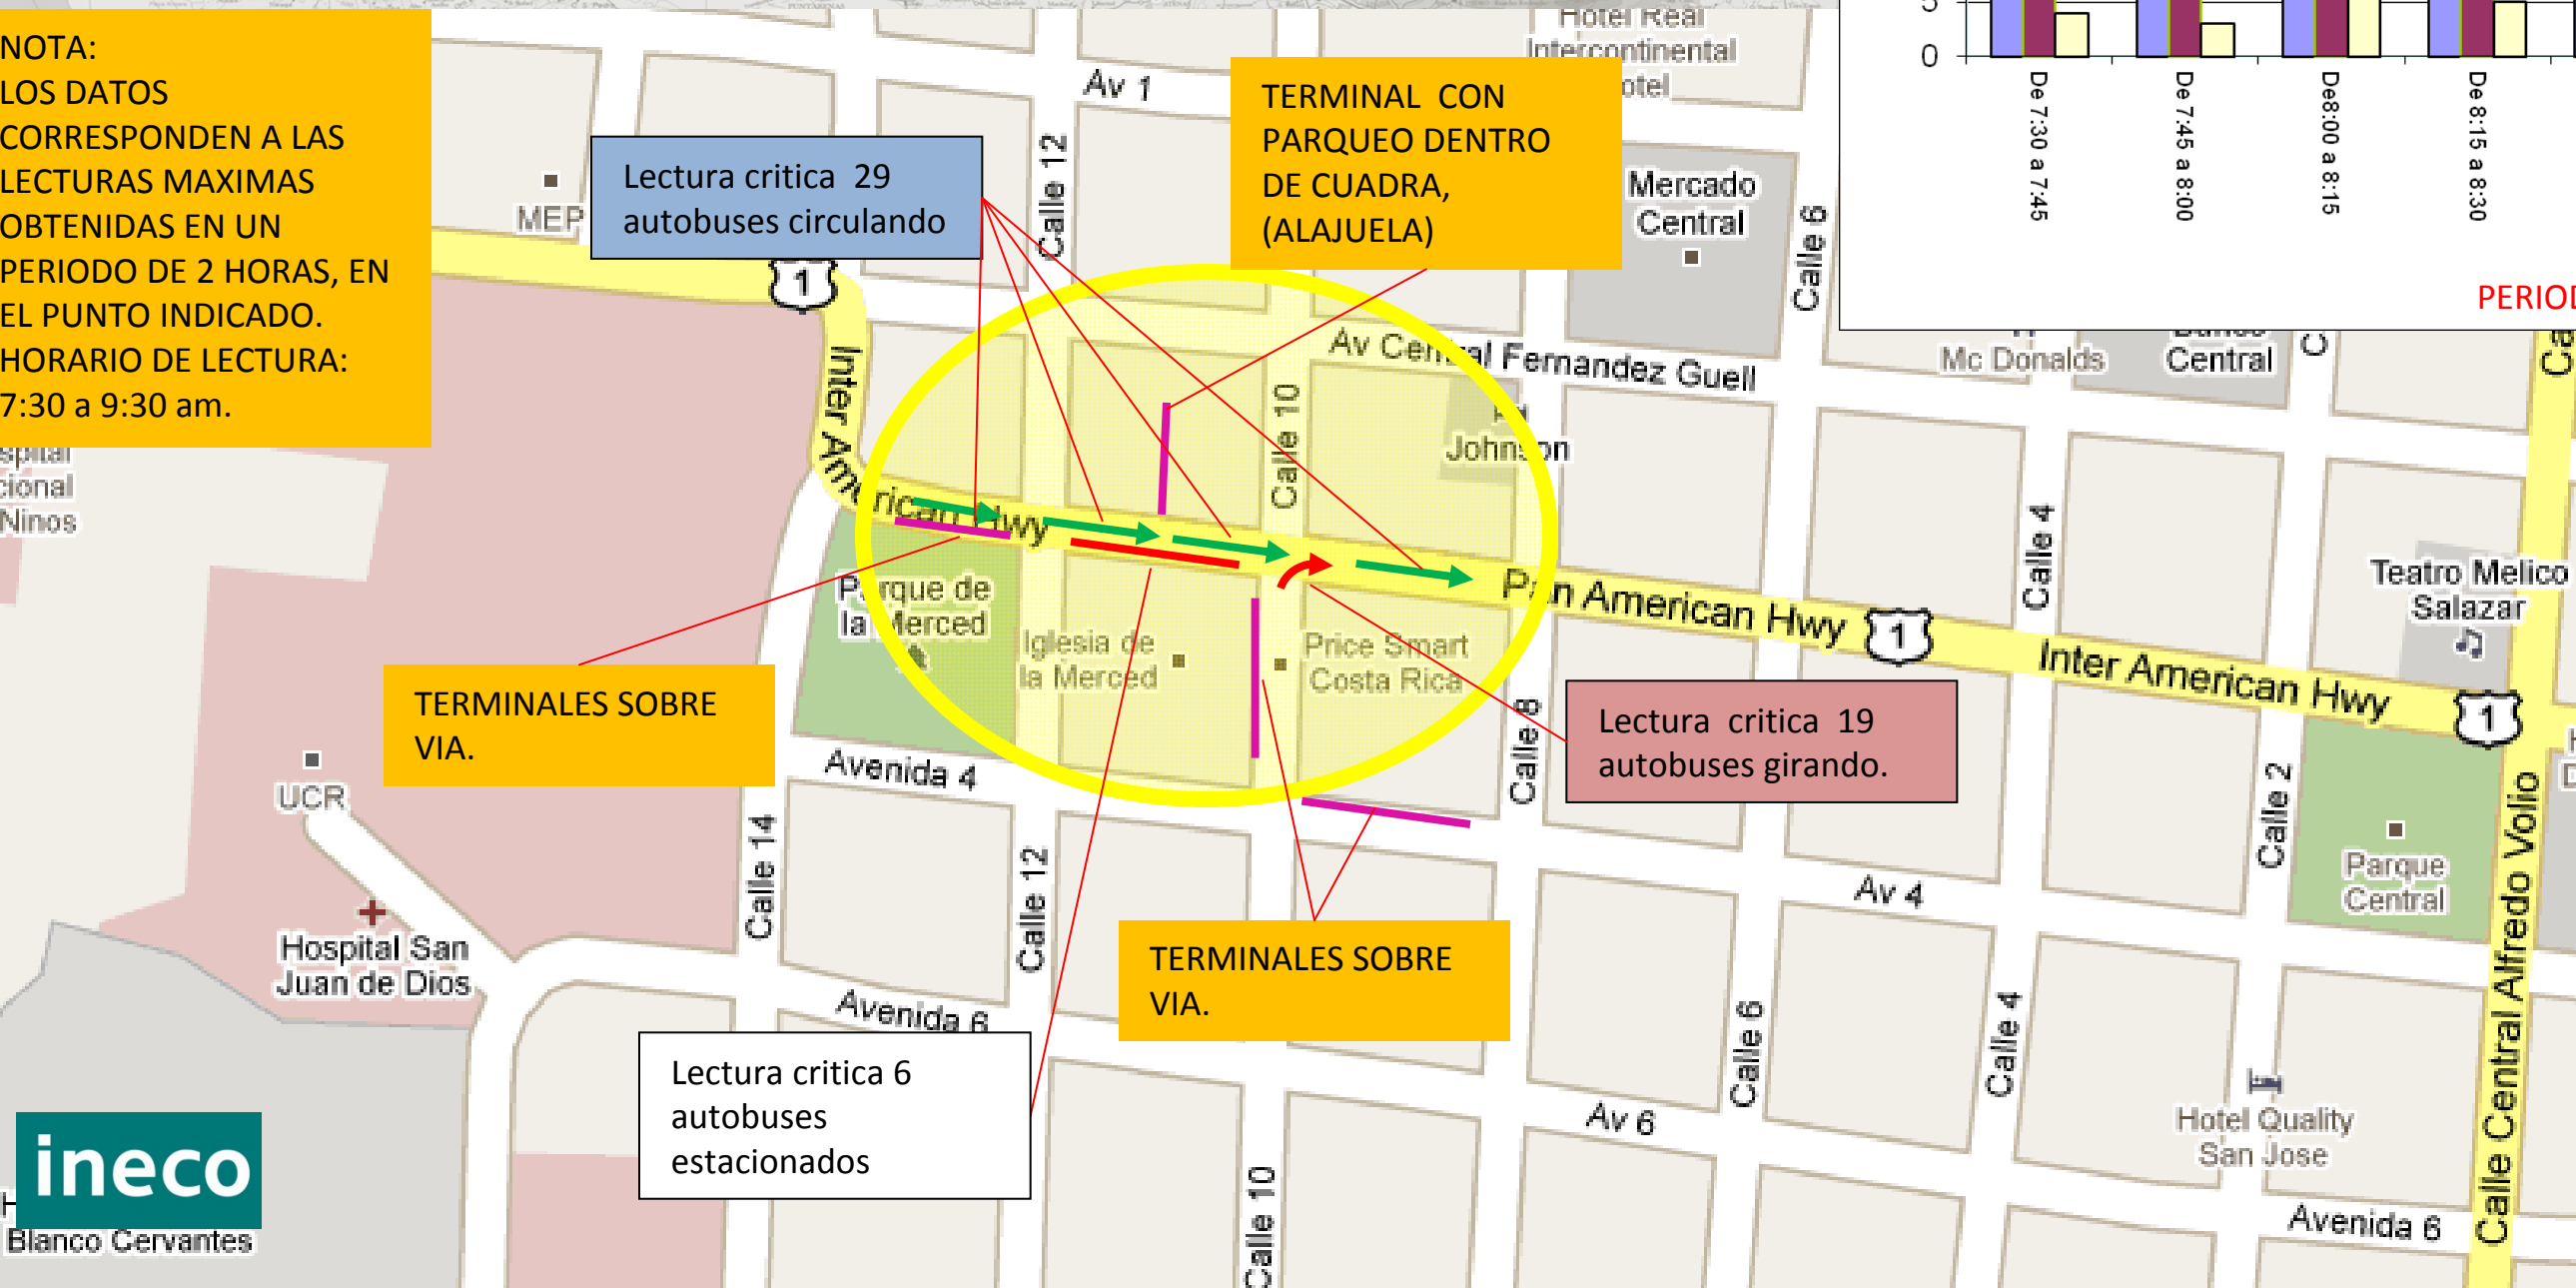 NOTA:
LOS DATOS
CORRESPONDEN A LAS
LECTURAS MAXIMAS
OBTENIDAS EN UN
PERIODO DE 2 HORAS, EN
EL PUNTO INDICADO.
HORARIO DE LECTURA:
7:30 a 9:30 am.
MEP
Lectura critica 29
autobuses circulando
1
Av 1
Calle 12
TERMINAL CON
PARQUEO DENTRO
DE CUADRA,
(ALAJUELA)
Hotel Real
Intercontinental
Mercado
Central
Calle 6
0
De 7:30 a 7:45
De 7:45 a 8:00
De8:00 a 8:15
De 8:15 a 8:30
Mc Donalds
Central
Av Central Fernandez Guell
Calle 10
Johnson
Inter American Hwy
Ninos
Parque de
la Merced
Iglesia de
la Merced
Price Smart
Costa Rica
Pan American Hwy
1
Inter American Hwy
1
Calle 4
Teatro Melico
Salazar
TERMINALES SOBRE
VIA.
Lectura critica 19
autobuses girando.
Calle 8
Avenida 4
UCR
Calle 14
Hospital San
Juan de Dios
Calle 12
Avenida 6
TERMINALES SOBRE
VIA.
Av 4
Calle 2
Parque
Central
Calle Central Alfredo Volio
Calle 6
Calle 4
Av 6
Hotel Quality
San Jose
Avenida 6
Lectura critica 6
autobuses
estacionados
Calle 10
ineco
Blanco Cervantes